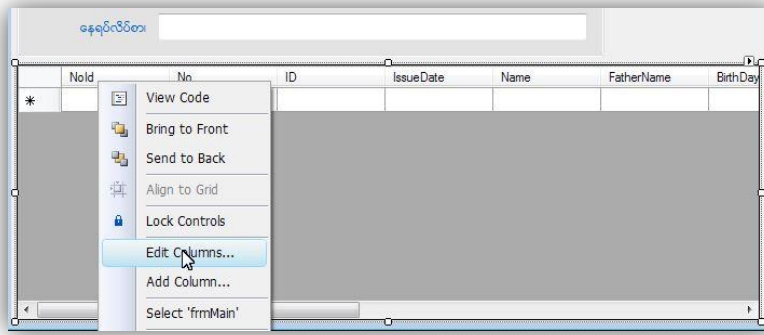 နေရပ်လိပ်စာ၊
NoId No ID IssueDate Name FatherName BirthDay
View Code
Bring to Front
Send to Back
Align to Grid
Lock Controls
Edit Columns...
Add Column...
Select 'frmMain'